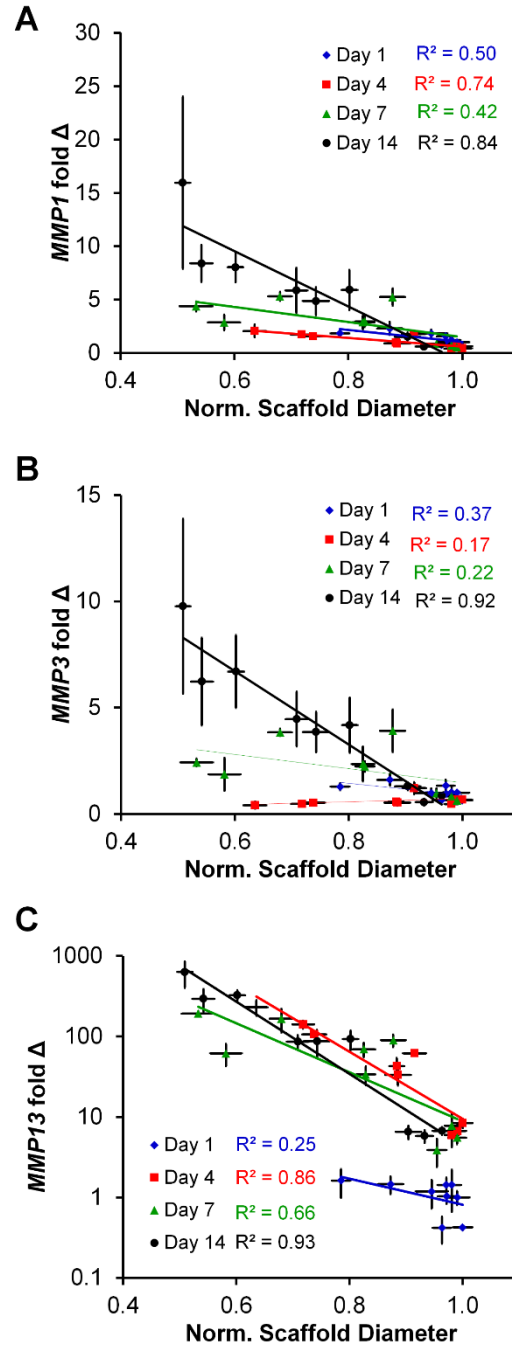 A
MMP1 fold Δ
30
25
20
15
10
5
0
Day 1 R² = 0.50
Day 4 R² = 0.74
Day 7 R² = 0.42
Day 14 R² = 0.84
0.4 0.6 0.8 1.0
Norm. Scaffold Diameter
B
MMP3 fold Δ
15
10
5
0
Day 1 R² = 0.37
Day 4 R² = 0.17
Day 7 R² = 0.22
Day 14 R² = 0.92
0.4 0.6 0.8 1.0
Norm. Scaffold Diameter
C
MMP13 fold Δ
1000
100
10
1
0.1
Day 1 R² = 0.25
Day 4 R² = 0.86
Day 7 R² = 0.66
Day 14 R² = 0.93
0.4 0.6 0.8 1.0
Norm. Scaffold Diameter